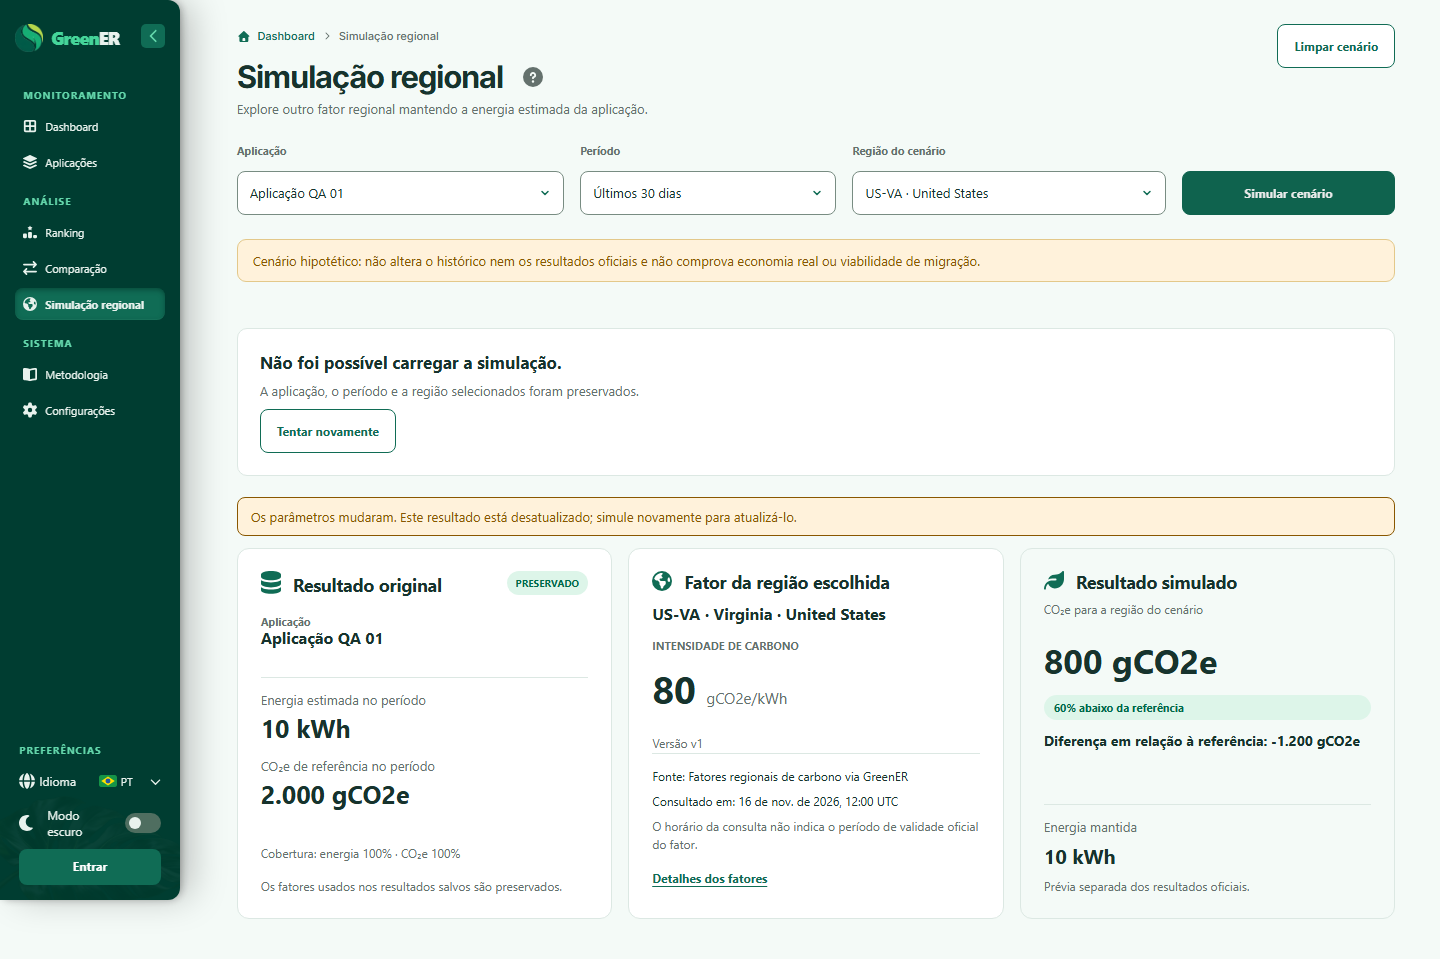 GreenER
MONITORAMENTO
Dashboard
Aplicações
ANÁLISE
Ranking
Comparação
Simulação regional
SISTEMA
Metodologia
Configurações
PREFERÊNCIAS
Idioma
PT
Modo
escuro
Entrar
Dashboard
Simulação regional
Limpar cenário
Simulação regional
?
Explore outro fator regional mantendo a energia estimada da aplicação.
Aplicação
Período
Região do cenário
Aplicação QA 01
Últimos 30 dias
US-VA · United States
Simular cenário
Cenário hipotético: não altera o histórico nem os resultados oficiais e não comprova economia real ou viabilidade de migração.
Não foi possível carregar a simulação.
A aplicação, o período e a região selecionados foram preservados.
Tentar novamente
Os parâmetros mudaram. Este resultado está desatualizado; simule novamente para atualizá-lo.
Resultado original
PRESERVADO
Aplicação
Aplicação QA 01
Energia estimada no período
10 kWh
CO₂e de referência no período
2.000 gCO2e
Cobertura: energia 100% · CO₂e 100%
Os fatores usados nos resultados salvos são preservados.
Fator da região escolhida
US-VA · Virginia · United States
INTENSIDADE DE CARBONO
80 gCO2e/kWh
Versão v1
Fonte: Fatores regionais de carbono via GreenER
Consultado em: 16 de nov. de 2026, 12:00 UTC
O horário da consulta não indica o período de validade oficial
do fator.
Detalhes dos fatores
Resultado simulado
CO₂e para a região do cenário
800 gCO2e
60% abaixo da referência
Diferença em relação à referência: -1.200 gCO2e
Energia mantida
10 kWh
Prévia separada dos resultados oficiais.